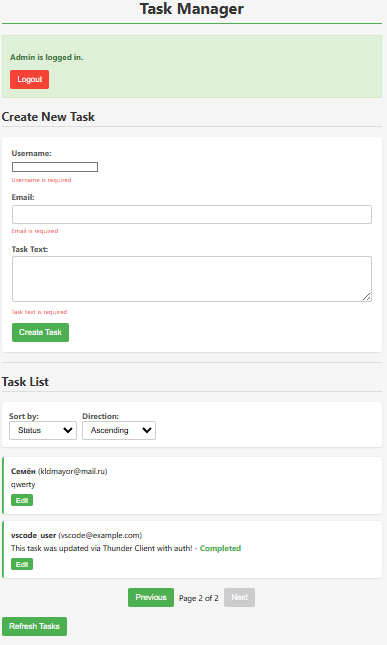 Task Manager
Admin is logged in.
Logout
Create New Task
Username:
Username is required
Email:
Email is required
Task Text:
Task text is required
Create Task
Task List
Sort by: Direction:
Status Ascending
Семён (kldmayor@mail.ru)
qwerty
Edit
vscode_user (vscode@example.com)
This task was updated via Thunder Client with auth! - Completed
Edit
Previous Page 2 of 2 Next
Refresh Tasks